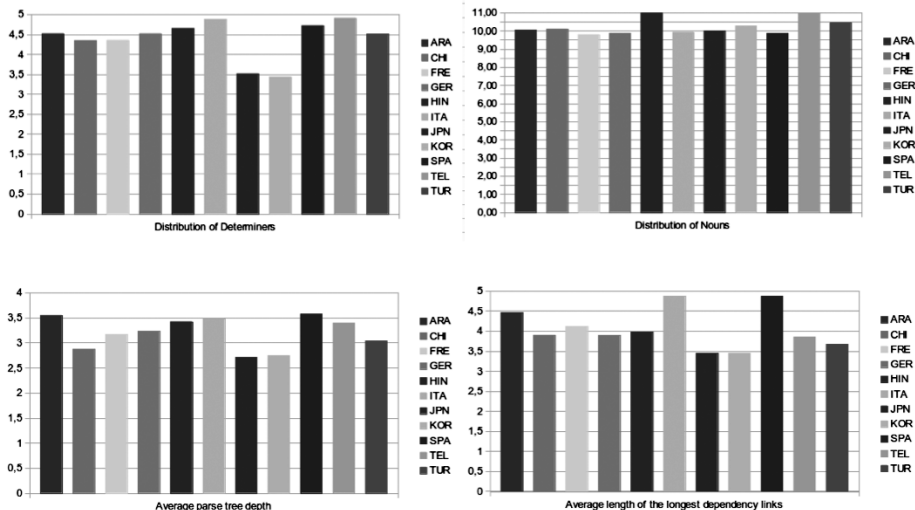 5
4,5
4
3,5
3
2,5
2
1,5
1
0,5
0
ARA
CHI
FRE
GER
HIN
ITA
JPN
KOR
SPA
TEL
TUR
Distribution of Determiners
11,00
10,00
9,00
8,00
7,00
6,00
5,00
4,00
3,00
2,00
1,00
0,00
ARA
CHI
FRE
GER
HIN
ITA
JPN
KOR
SPA
TEL
TUR
Distribution of Nouns
4
3,5
3
2,5
2
1,5
1
0,5
0
ARA
CHI
FRE
GER
HIN
ITA
JPN
KOR
SPA
TEL
TUR
Average parse tree depth
5
4,5
4
3,5
3
2,5
2
1,5
1
0,5
0
ARA
CHI
FRE
GER
HIN
ITA
JPN
KOR
SPA
TEL
TUR
Average length of the longest dependency links